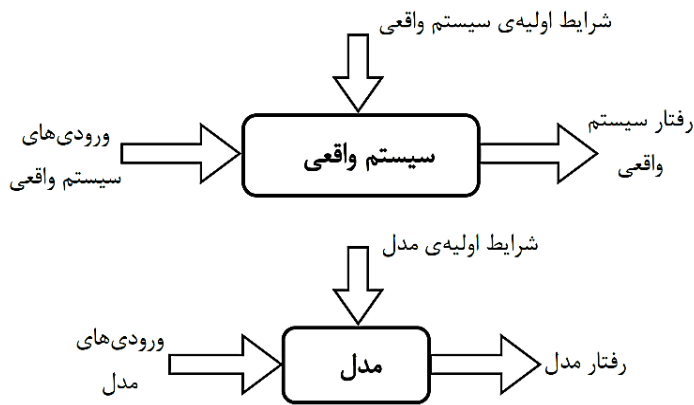 شرایط اولیه‌ی سیستم واقعی
ورودی‌های
سیستم واقعی
سیستم واقعی
رفتار سیستم
واقعی
شرایط اولیه‌ی مدل
ورودی‌های
مدل
مدل
رفتار مدل